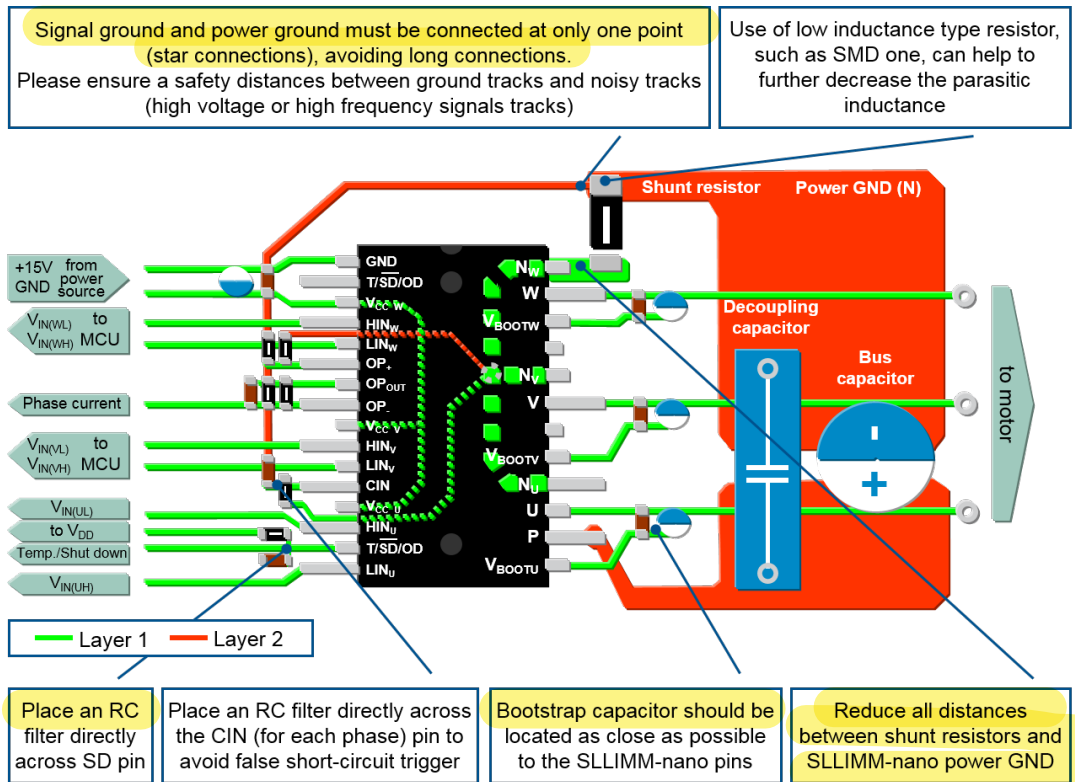 Signal ground and power ground must be connected at only one point
(star connections), avoiding long connections.
Please ensure a safety distances between ground tracks and noisy tracks
(high voltage or high frequency signals tracks)
Use of low inductance type resistor,
such as SMD one, can help to
further decrease the parasitic
inductance
Shunt resistor
Power GND (N)
+15V from
GND power
source
VIN(WL) to
VIN(WH) MCU
Phase current
VIN(VL) to
VIN(VH) MCU
VIN(UL)
to VDD
Temp./Shut down
VIN(UH)
GND
T/SD/OD
VCC W
HINW
LINW
OP+
OPOUT
OP-
VCC V
HINV
LINV
CIN
VCC U
HINU
T/SD/OD
LINU
NW
W
VBOOTW
NV
V
VBOOTV
NU
U
P
VBOOTU
Decoupling
capacitor
Bus
capacitor
-
+
to motor
Layer 1
Layer 2
Place an RC
filter directly
across SD pin
Place an RC filter directly across
the CIN (for each phase) pin to
avoid false short-circuit trigger
Bootstrap capacitor should be
located as close as possible
to the SLLIMM-nano pins
Reduce all distances
between shunt resistors and
SLLIMM-nano power GND